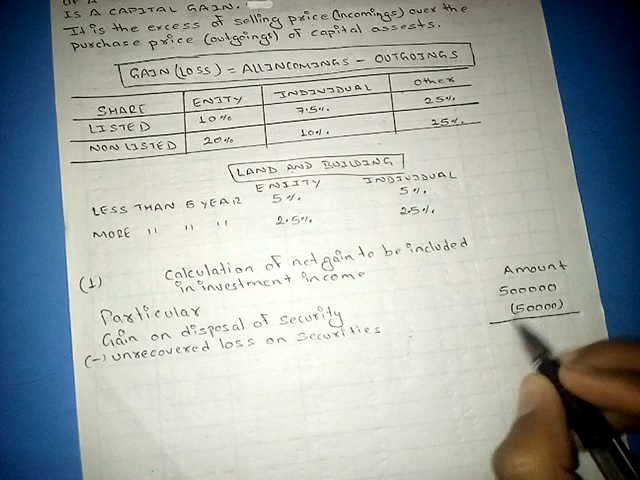 IS A CAPITAL GAIN.
It is the excess of selling price (Incomings) over the
purchase price (outgoings) of capital assests.
GAIN (LOSS) = ALL INCOMINGS - OUTGOINGS
SHARE ENITY INDIVIDUAL Other
LISTED 10% 7.5% 25%
NON LISTED 20% 10% 25%
LAND AND BUILDING
ENITY INDIVIDUAL
LESS THAN 5 YEAR 5% 5%
MORE " " " 2.5% 2.5%
(1) Calculation of net gain to be included
in investment income
Particular Amount
Gain on disposal of security 500000
(-) unrecovered loss on securities (50000)